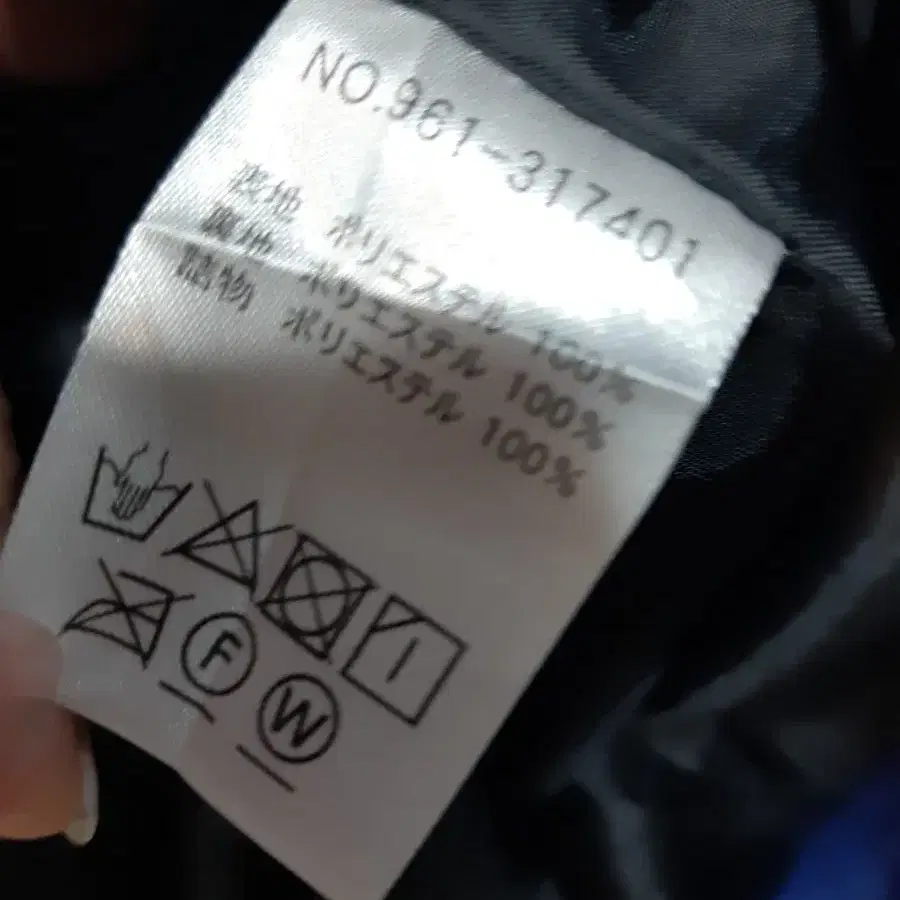 NO.961-317401
表地 ポリエステル 100%
裏地 ポリエステル 100%
詰物 ポリエステル 100%
F
W